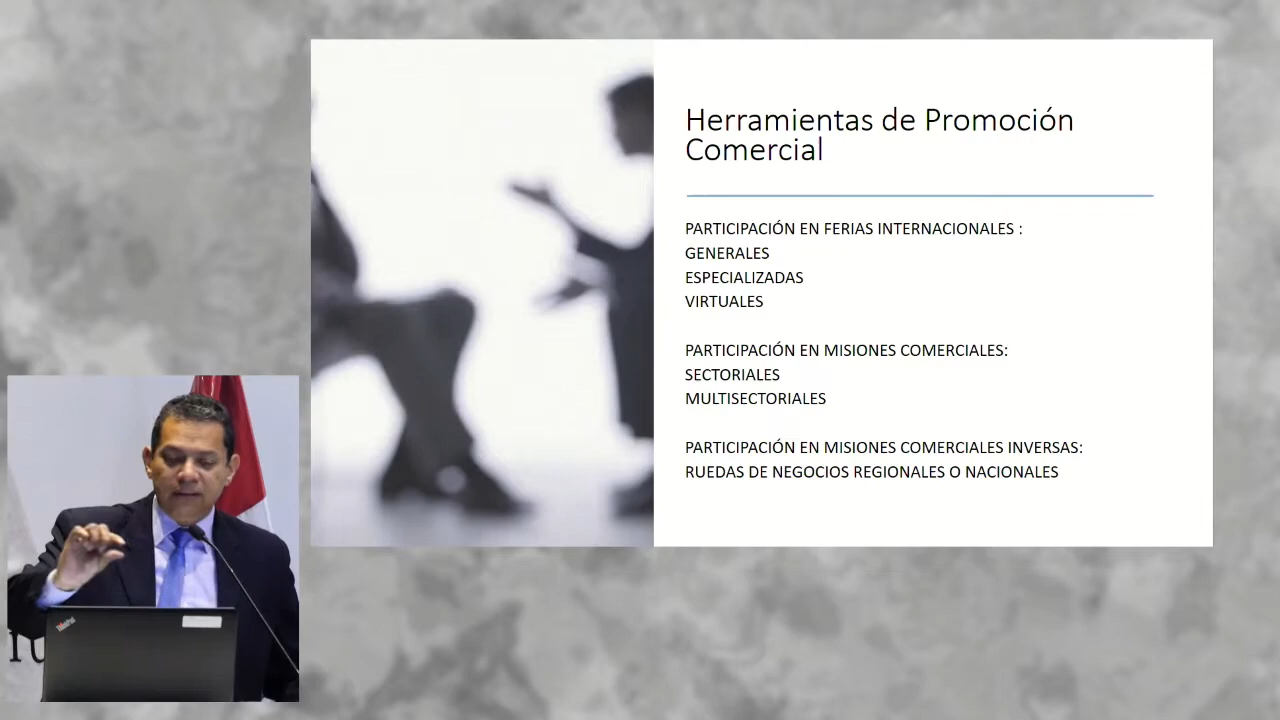 Herramientas de Promoción
Comercial
PARTICIPACIÓN EN FERIAS INTERNACIONALES :
GENERALES
ESPECIALIZADAS
VIRTUALES
PARTICIPACIÓN EN MISIONES COMERCIALES:
SECTORIALES
MULTISECTORIALES
PARTICIPACIÓN EN MISIONES COMERCIALES INVERSAS:
RUEDAS DE NEGOCIOS REGIONALES O NACIONALES
ThinkPad